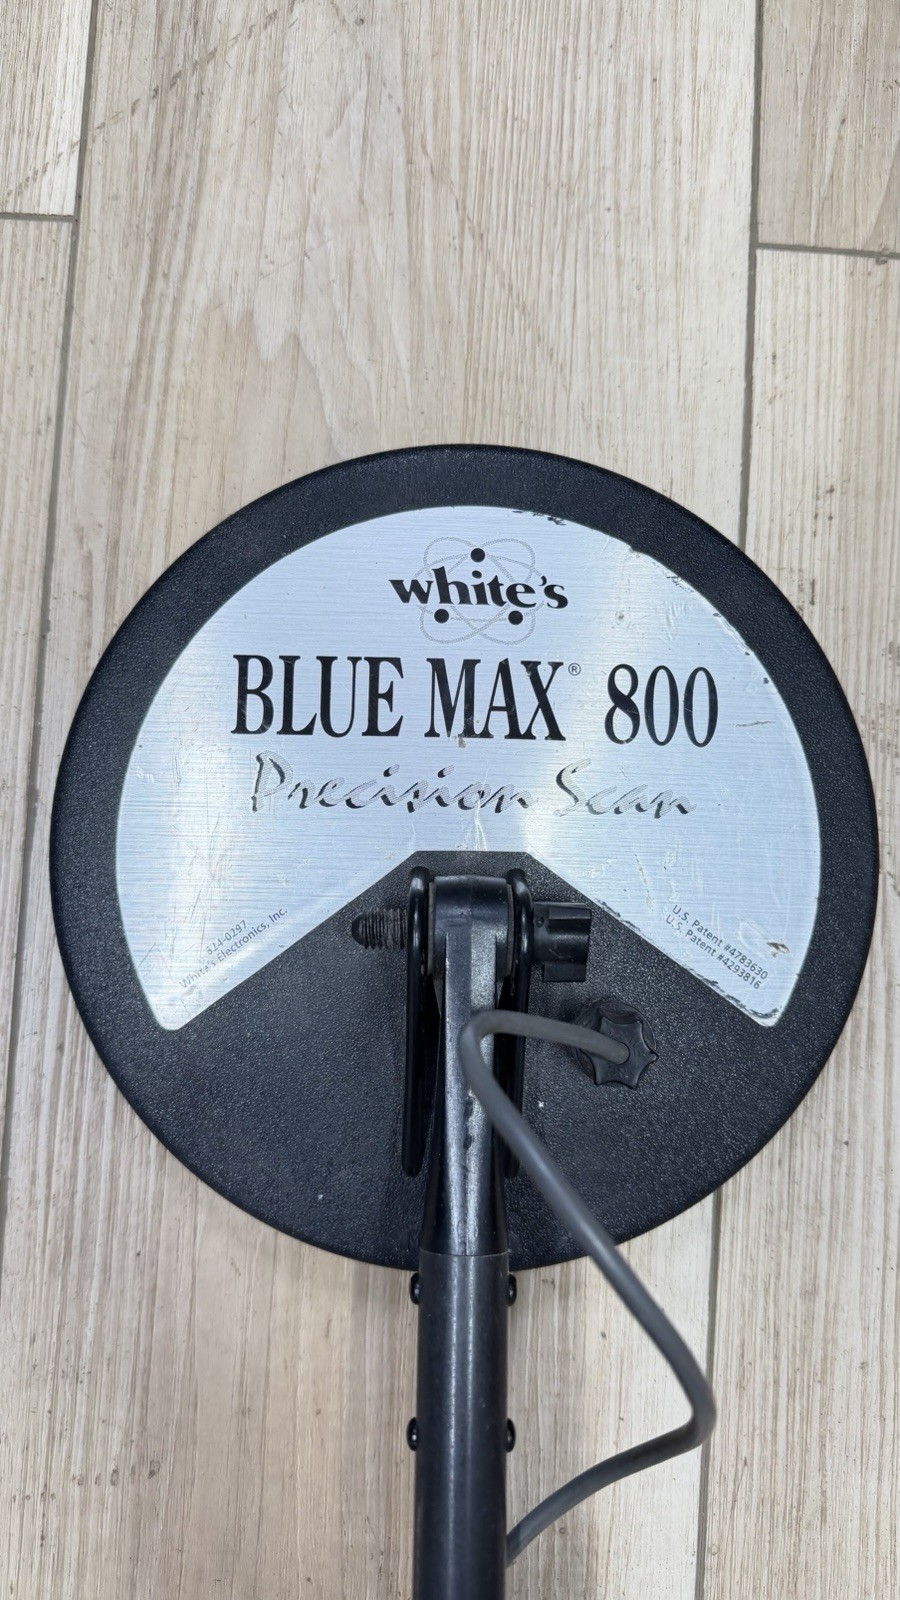 white's
BLUE MAX® 800
Precision Scan
624-0297
White's Electronics, Inc.
U.S. Patent #4783630
U.S. Patent #4293816